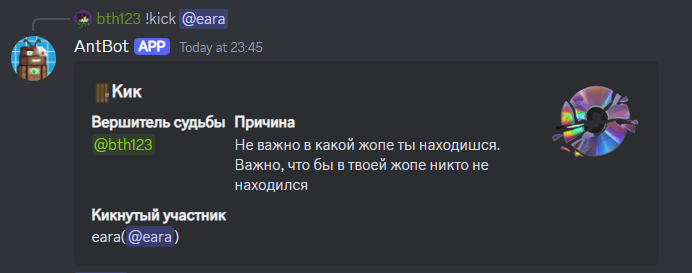 bth123 !kick @eara
AntBot APP Today at 23:45
Кик
Вершитель судьбы Причина
@bth123 Не важно в какой жопе ты находишся.
Важно, что бы в твоей жопе никто не
находился
Кикнутый участник
eara(@eara)